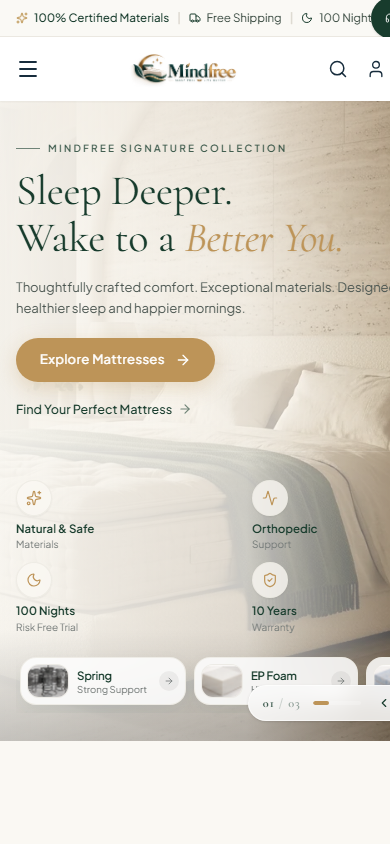 100% Certified Materials | Free Shipping | 100 Night
Mindfree
MINDFREE SIGNATURE COLLECTION
Sleep Deeper.
Wake to a Better You.
Thoughtfully crafted comfort. Exceptional materials. Designe
healthier sleep and happier mornings.
Explore Mattresses
Find Your Perfect Mattress
Natural & Safe
Materials
Orthopedic
Support
100 Nights
Risk Free Trial
10 Years
Warranty
Spring
Strong Support
EP Foam
01 / 03